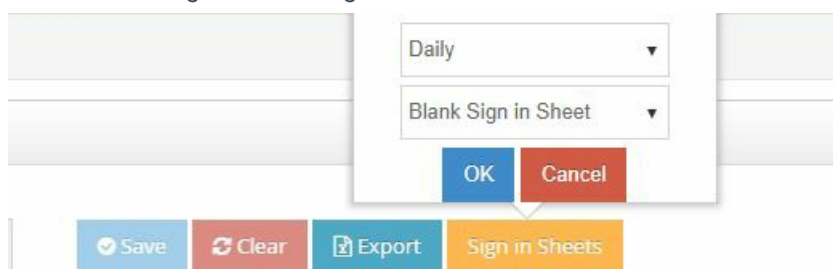 Daily
Blank Sign in Sheet
OK Cancel
Save Clear Export Sign in Sheets